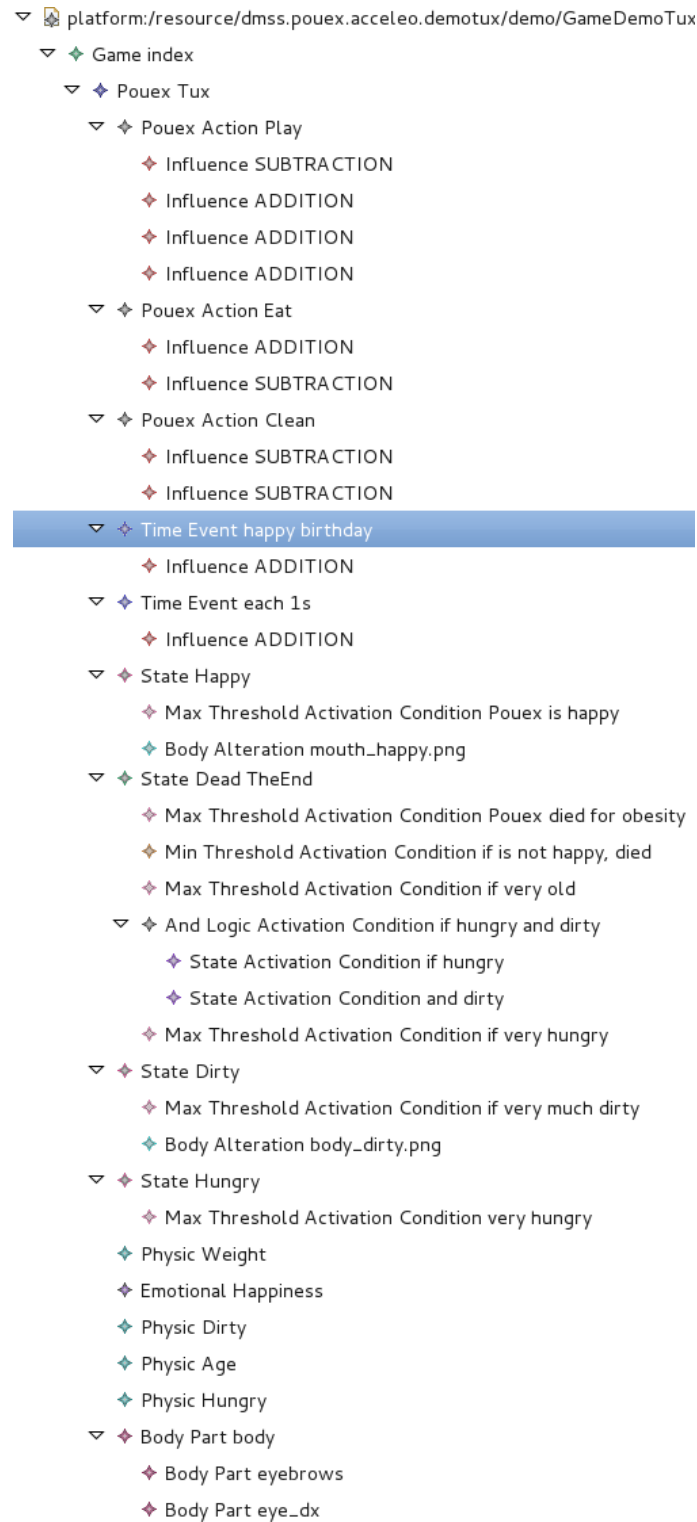 platform:/resource/dmss.pouex.acceleo.demotux/demo/GameDemoTux
Game index
Pouex Tux
Pouex Action Play
Influence SUBTRACTION
Influence ADDITION
Influence ADDITION
Influence ADDITION
Pouex Action Eat
Influence ADDITION
Influence SUBTRACTION
Pouex Action Clean
Influence SUBTRACTION
Influence SUBTRACTION
Time Event happy birthday
Influence ADDITION
Time Event each 1s
Influence ADDITION
State Happy
Max Threshold Activation Condition Pouex is happy
Body Alteration mouth_happy.png
State Dead TheEnd
Max Threshold Activation Condition Pouex died for obesity
Min Threshold Activation Condition if is not happy, died
Max Threshold Activation Condition if very old
And Logic Activation Condition if hungry and dirty
State Activation Condition if hungry
State Activation Condition and dirty
Max Threshold Activation Condition if very hungry
State Dirty
Max Threshold Activation Condition if very much dirty
Body Alteration body_dirty.png
State Hungry
Max Threshold Activation Condition very hungry
Physic Weight
Emotional Happiness
Physic Dirty
Physic Age
Physic Hungry
Body Part body
Body Part eyebrows
Body Part eye_dx